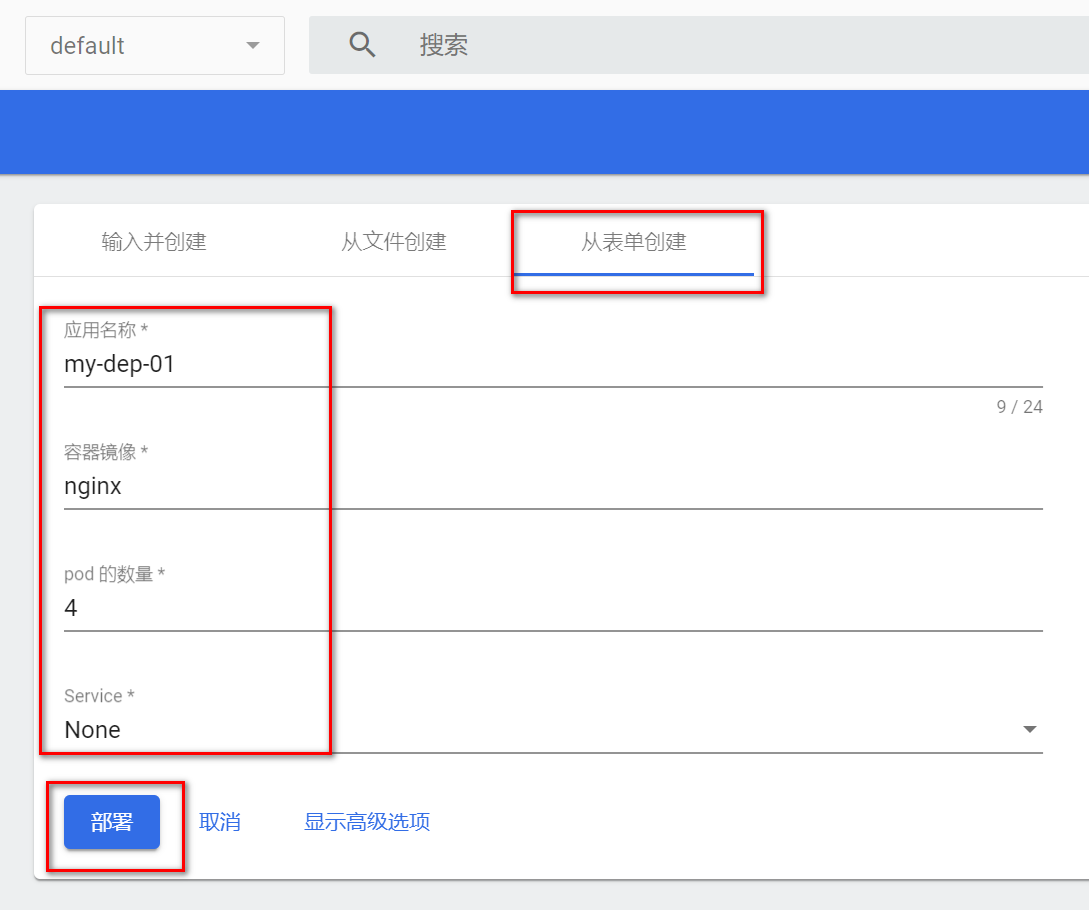 default
搜索
输入并创建 从文件创建 从表单创建
应用名称 *
my-dep-01
9 / 24
容器镜像 *
nginx
pod 的数量 *
4
Service *
None
部署 取消 显示高级选项